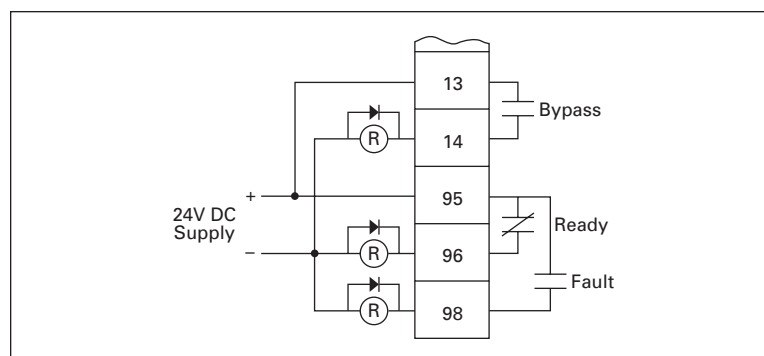 13
Bypass
R
14
+
95
24V DC
Supply
Ready
R
96
−
Fault
R
98